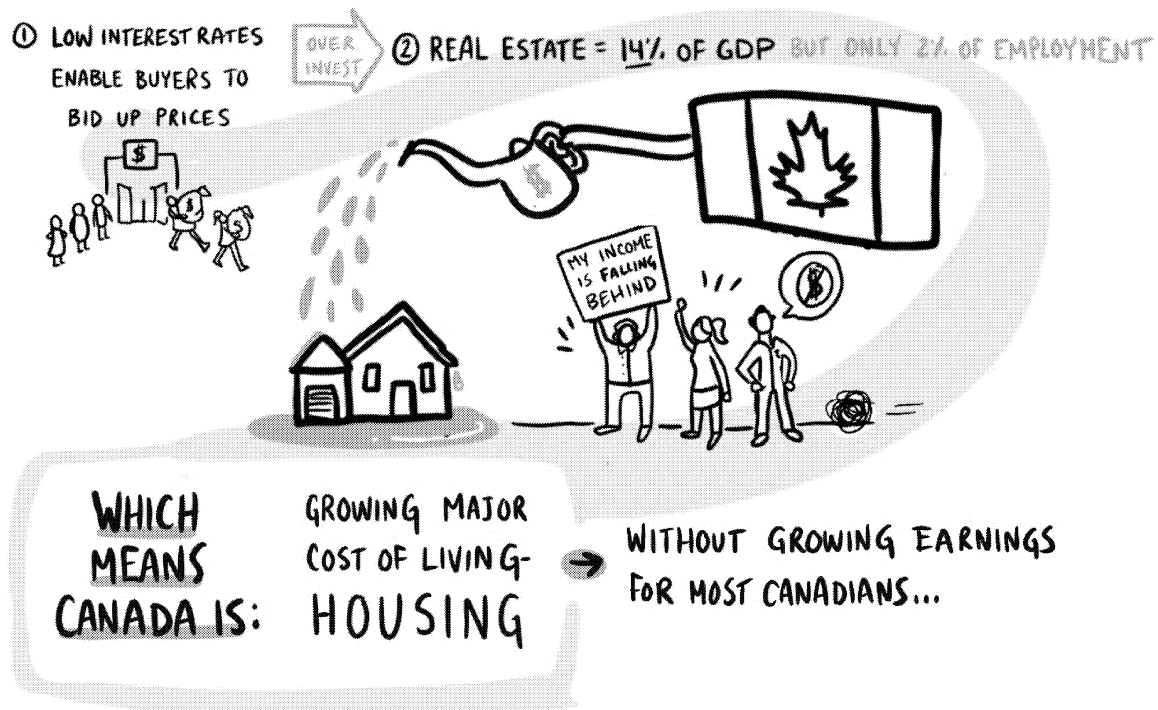 ① LOW INTEREST RATES
ENABLE BUYERS TO
BID UP PRICES
$
$
$
OVER
INVEST
② REAL ESTATE = 14% OF GDP BUT ONLY 2% OF EMPLOYMENT
$
MY INCOME
IS FALLING
BEHIND
$
WHICH
MEANS
CANADA IS:
GROWING MAJOR
COST OF LIVING-
HOUSING
→ WITHOUT GROWING EARNINGS
FOR MOST CANADIANS...